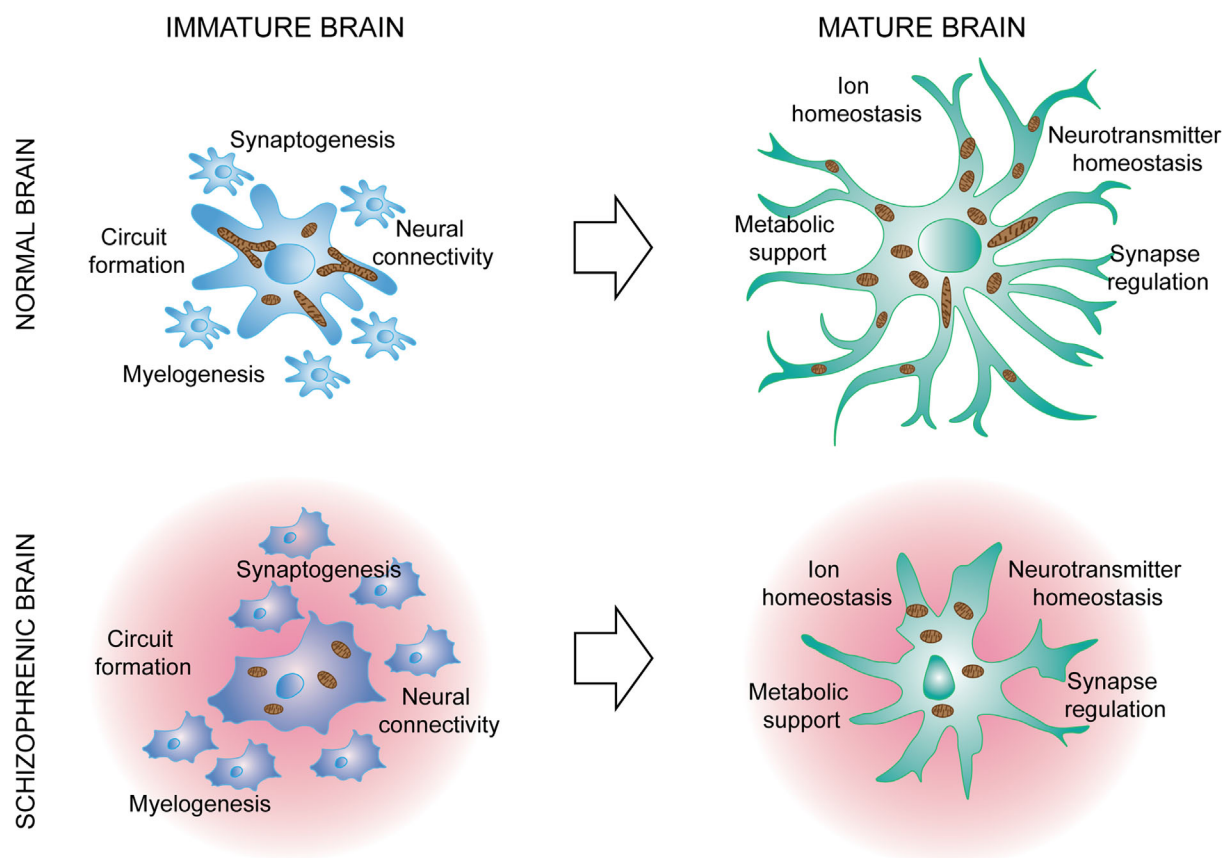 IMMATURE BRAIN
MATURE BRAIN
NORMAL BRAIN
Synaptogenesis
Circuit
formation
Neural
connectivity
Myelogenesis
Ion
homeostasis
Neurotransmitter
homeostasis
Metabolic
support
Synapse
regulation
SCHIZOPHRENIC BRAIN
Synaptogenesis
Circuit
formation
Neural
connectivity
Myelogenesis
Ion
homeostasis
Neurotransmitter
homeostasis
Metabolic
support
Synapse
regulation